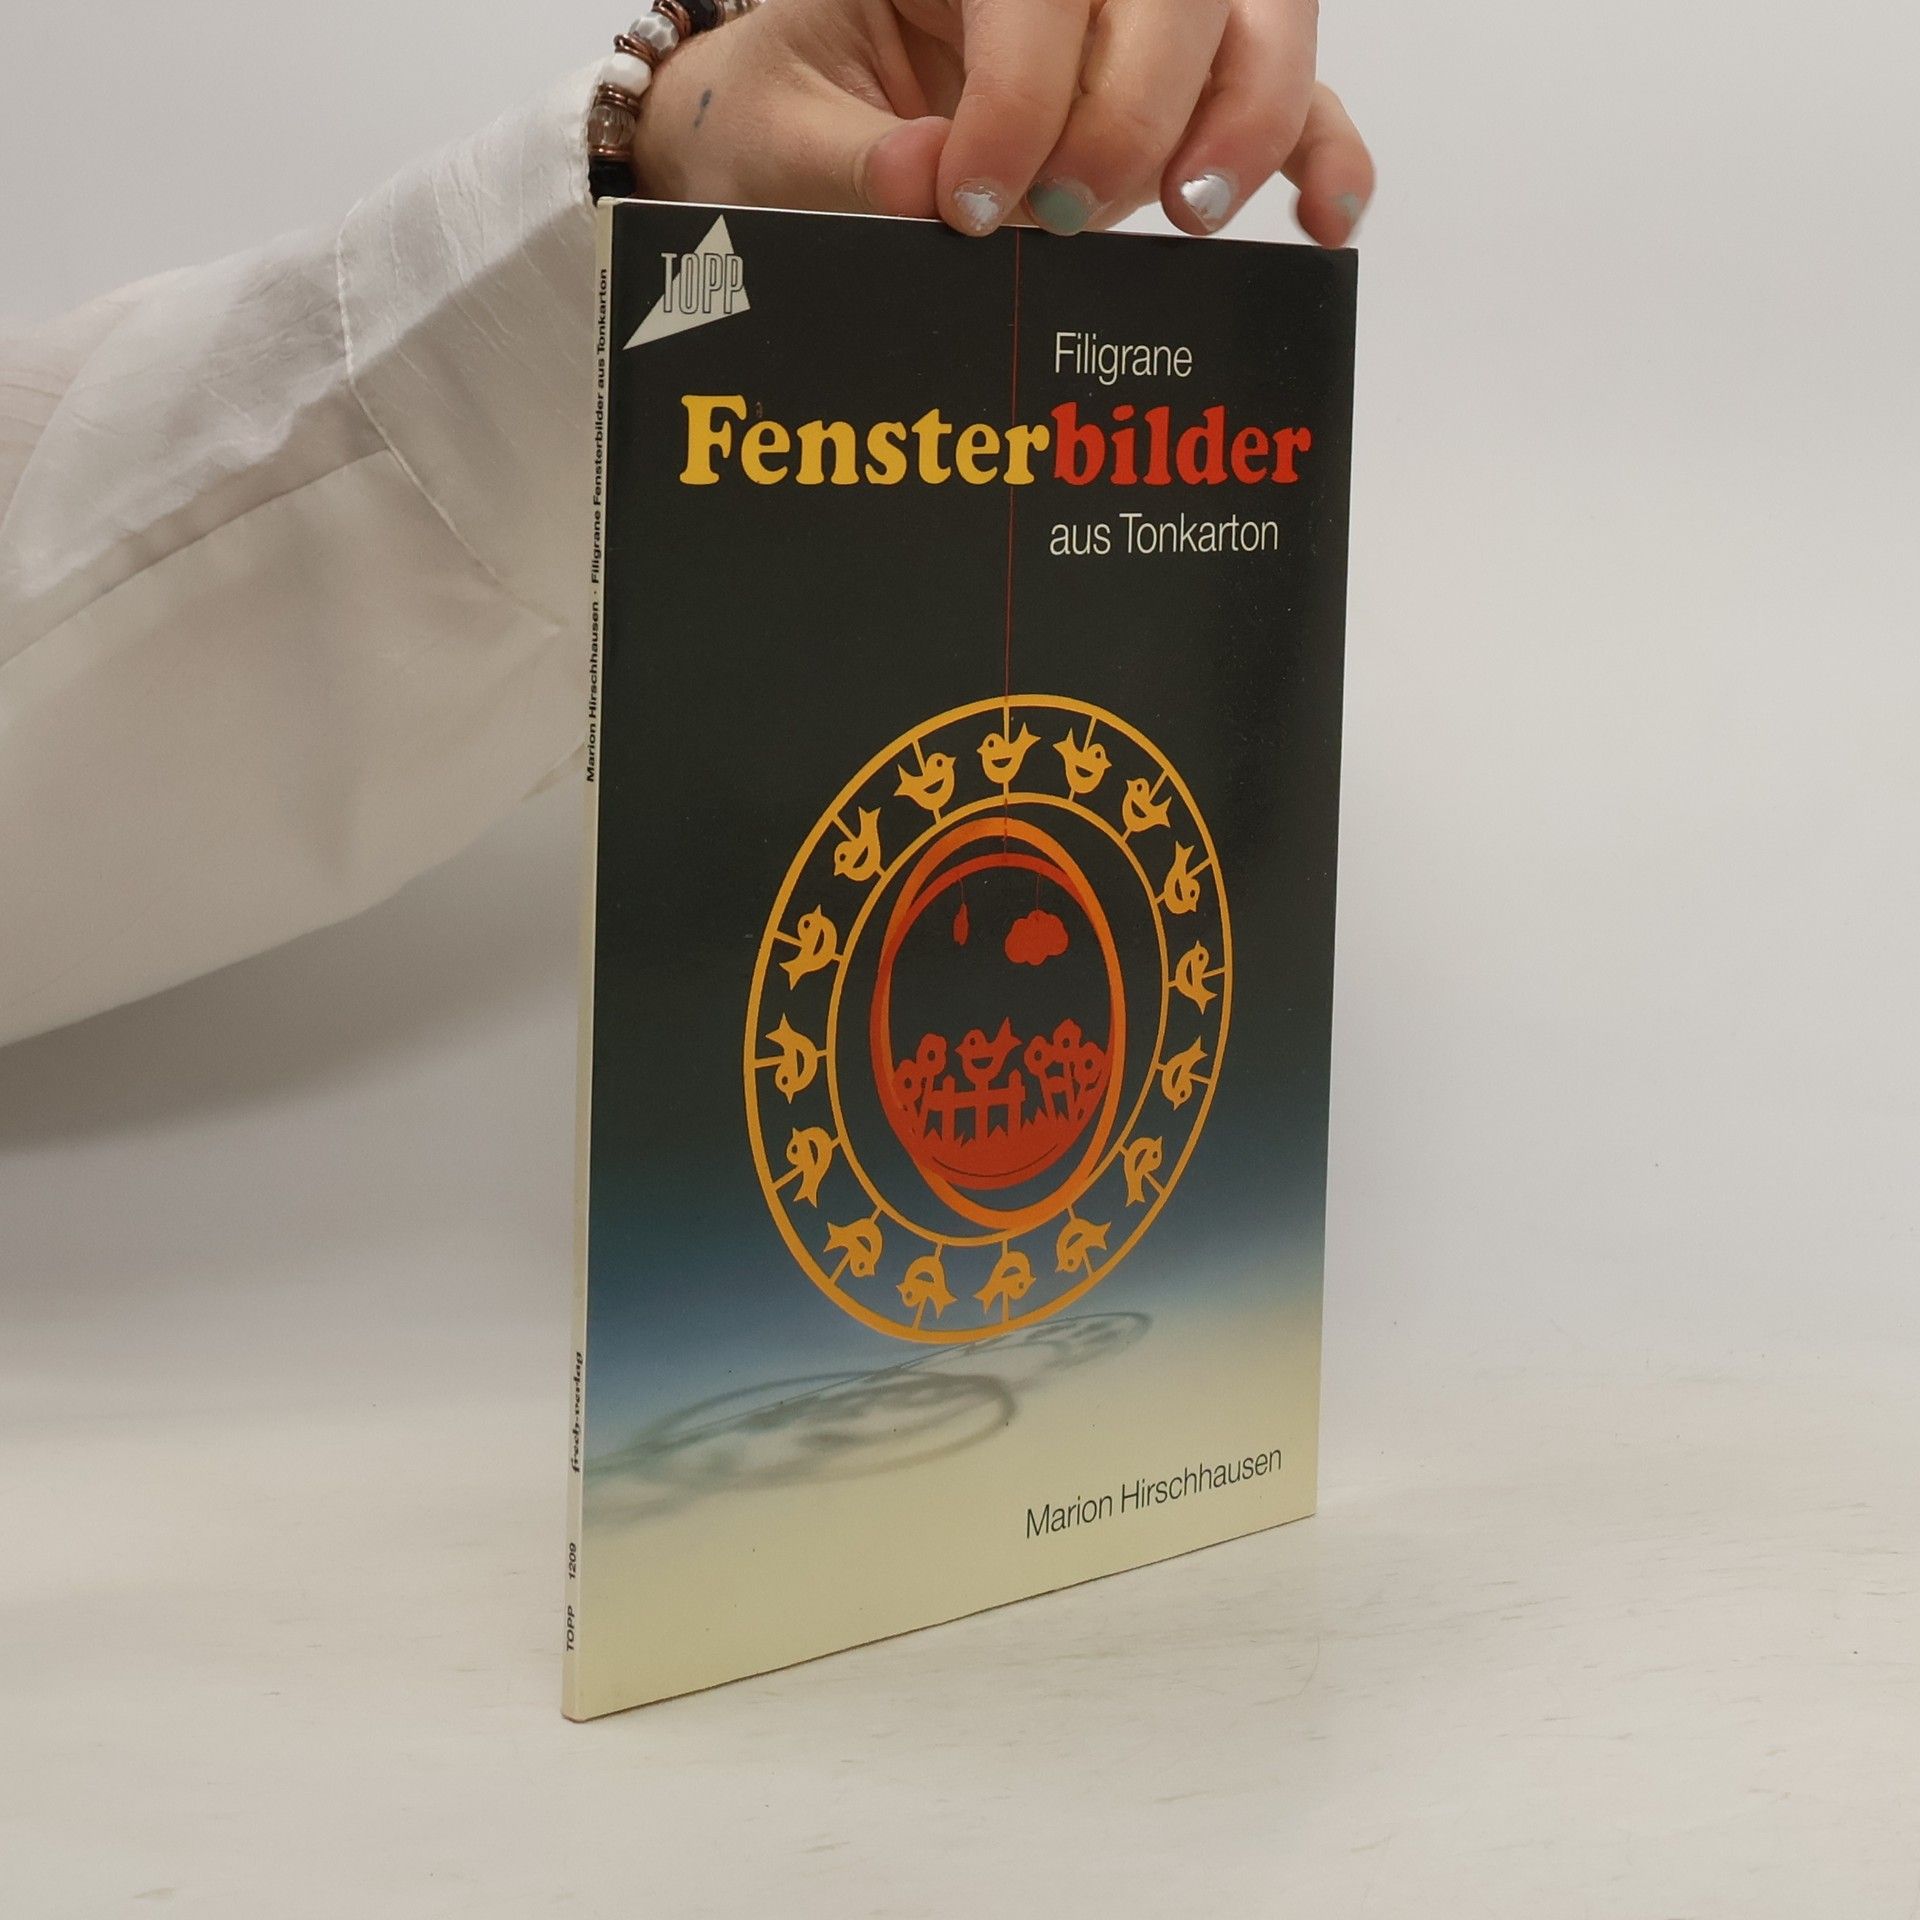 TOPP
Filigrane
Fensterbilder
aus Tonkarton
Marion Hirschhausen
Marion Hirschhausen · Filigrane Fensterbilder aus Tonkarton
frech-verlag
TOPP 1209